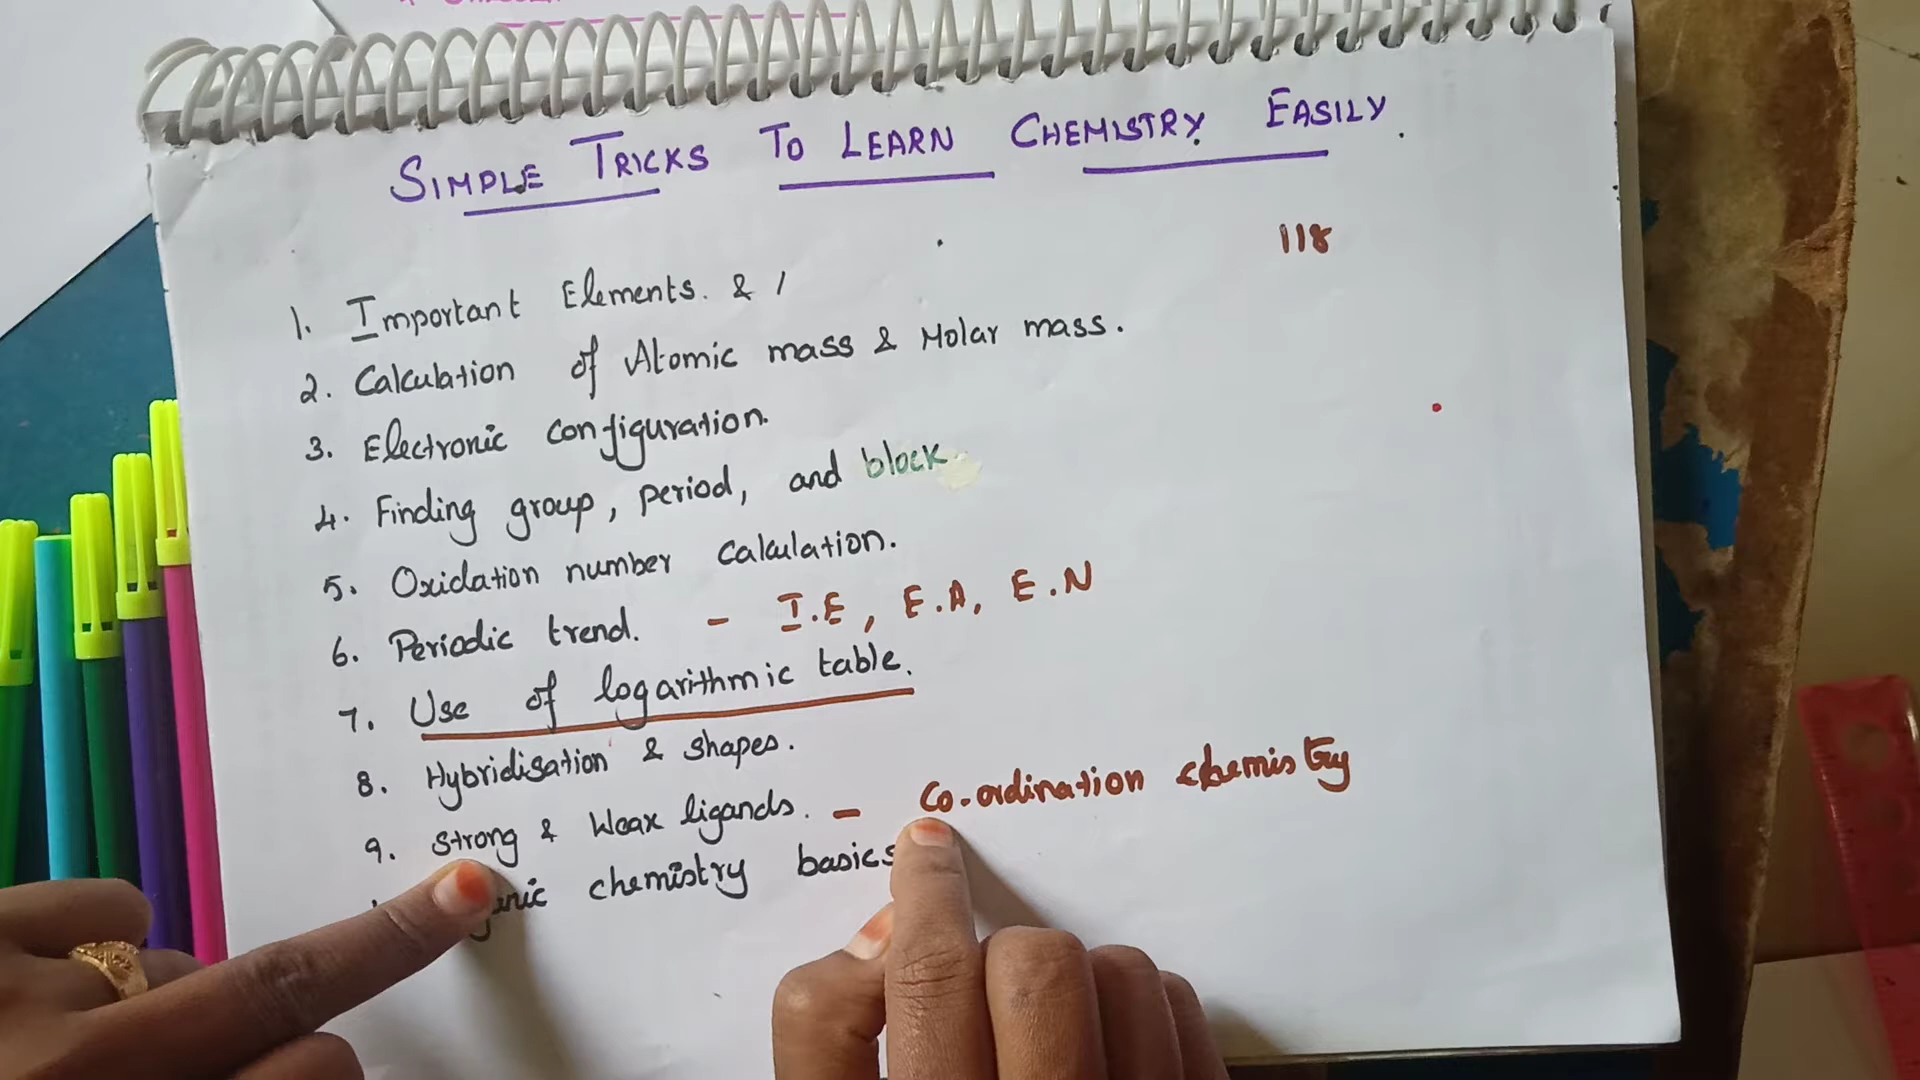 SIMPLE TRICKS TO LEARN CHEMISTRY EASILY.
118
1. Important Elements. & /
2. Calculation of Atomic mass & Molar mass.
3. Electronic configuration.
4. Finding group, period, and block
5. Oxidation number calculation.
6. Periodic trend. - I.E, E.A, E.N
7. Use of logarithmic table.
8. Hybridisation & shapes.
9. Strong & Weak ligands. - Co-ordination chemistry
chemistry basics